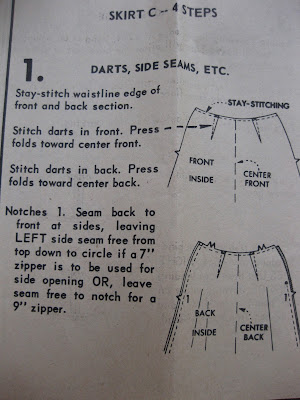 SKIRT C -- 4 STEPS
1.
DARTS, SIDE SEAMS, ETC.
Stay-stitch waistline edge of
front and back section.
Stitch darts in front. Press
folds toward center front.
Stitch darts in back. Press
folds toward center back.
Notches 1. Seam back to
front at sides, leaving
LEFT side seam free from
top down to circle if a 7"
zipper is to be used for
side opening OR, leave
seam free to notch for a
9" zipper.
STAY-STITCHING
FRONT
INSIDE
CENTER
FRONT
1
1
BACK
INSIDE
CENTER
BACK